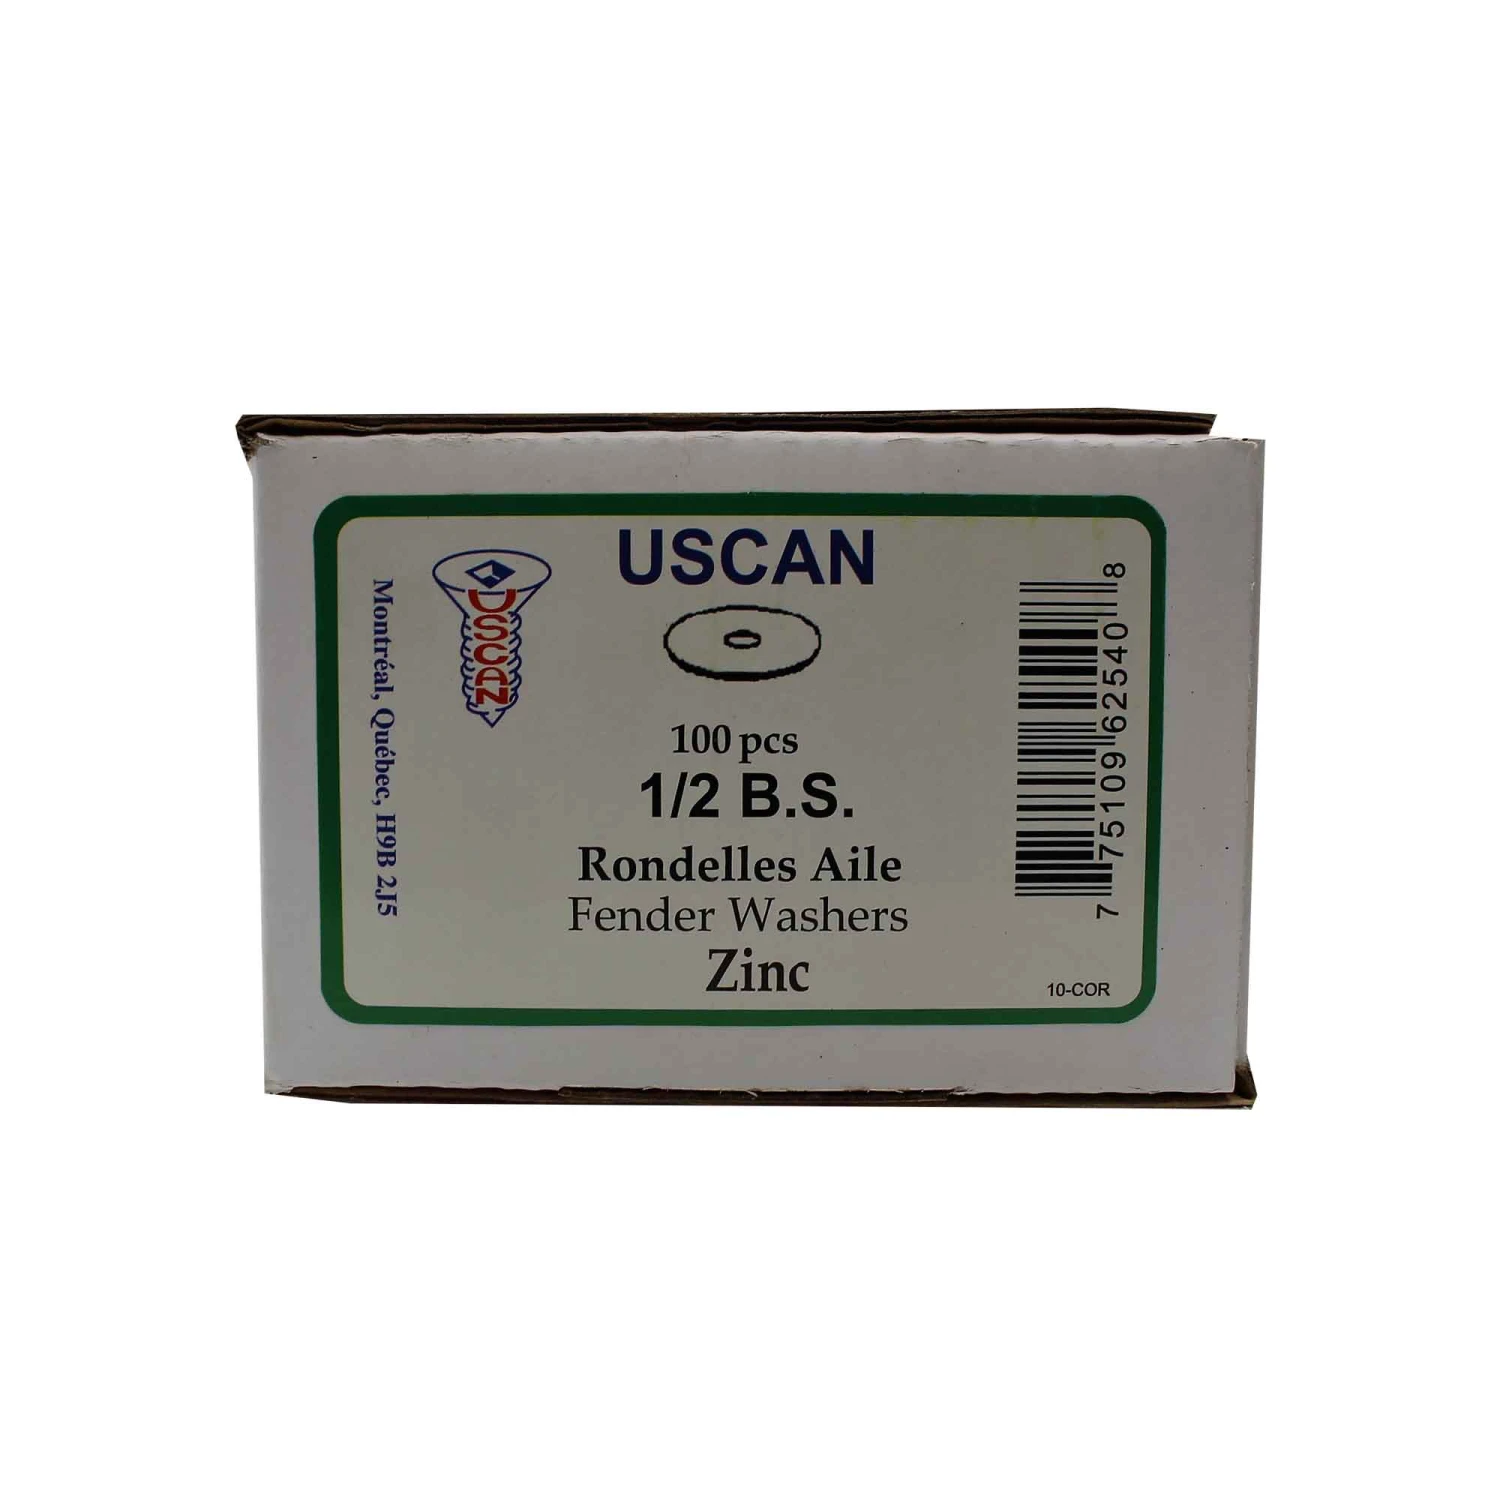 USCAN
USCAN
Montréal, Québec, H9B 2J5
100 pcs
1/2 B.S.
Rondelles Aile
Fender Washers
Zinc
7 75109 62540 8
10-COR